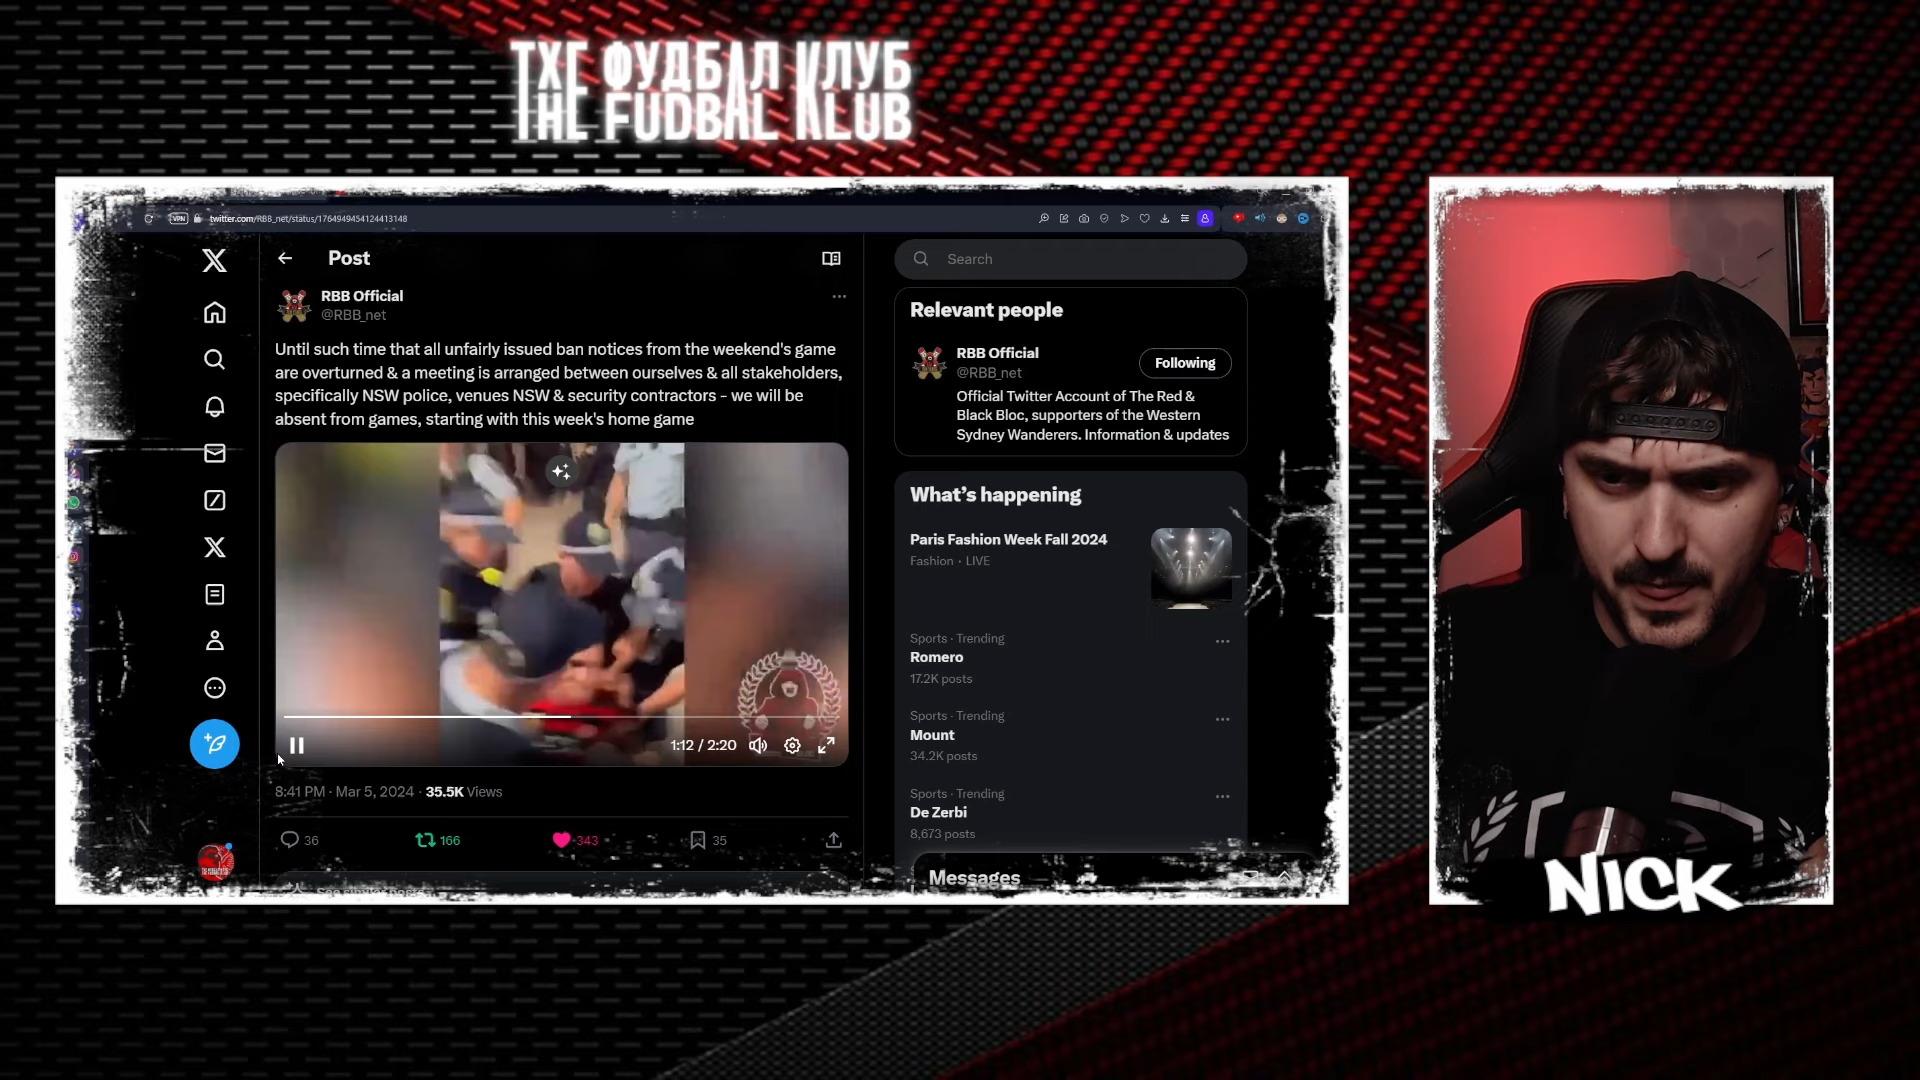 ТХЕ ФУДБАЛ КЛУБ
THE FUDBAL KLUB
VPN
twitter.com/RBB_net/status/1764949454124413148
Post
RBB Official
@RBB_net
Until such time that all unfairly issued ban notices from the weekend's game
are overturned & a meeting is arranged between ourselves & all stakeholders,
specifically NSW police, venues NSW & security contractors - we will be
absent from games, starting with this week's home game
1:12 / 2:20
8:41 PM · Mar 5, 2024 · 35.5K Views
36
166
343
35
See similar posts
Search
Relevant people
RBB Official
@RBB_net
Following
Official Twitter Account of The Red &
Black Bloc, supporters of the Western
Sydney Wanderers. Information & updates
What's happening
Paris Fashion Week Fall 2024
Fashion · LIVE
Sports · Trending
Romero
17.2K posts
Sports · Trending
Mount
34.2K posts
Sports · Trending
De Zerbi
8,673 posts
Messages
NICK